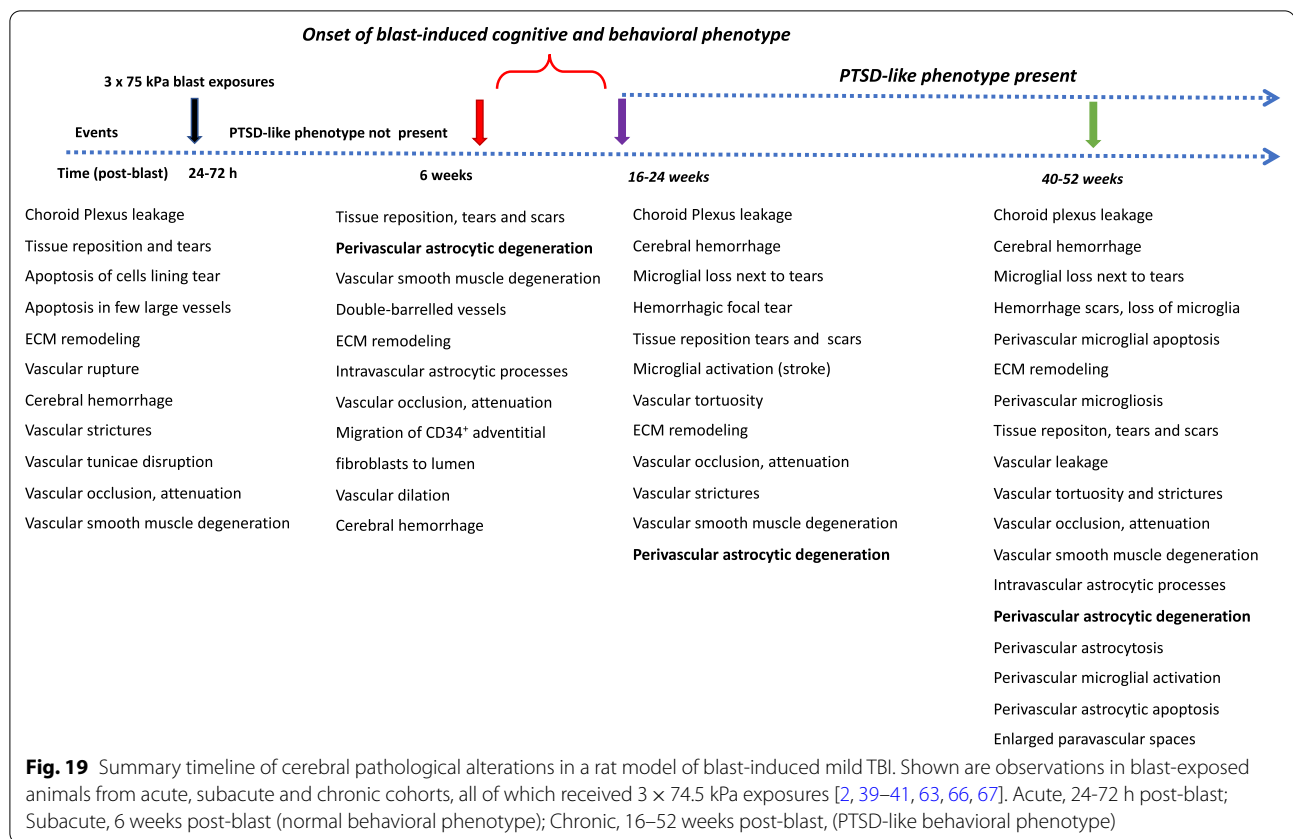 Onset of blast-induced cognitive and behavioral phenotype
3 x 75 kPa blast exposures
PTSD-like phenotype present
Events
PTSD-like phenotype not present
Time (post-blast)
24-72 h
6 weeks
16-24 weeks
40-52 weeks
Choroid Plexus leakage
Tissue reposition and tears
Apoptosis of cells lining tear
Apoptosis in few large vessels
ECM remodeling
Vascular rupture
Cerebral hemorrhage
Vascular strictures
Vascular tunicae disruption
Vascular occlusion, attenuation
Vascular smooth muscle degeneration
Tissue reposition, tears and scars
Perivascular astrocytic degeneration
Vascular smooth muscle degeneration
Double-barrelled vessels
ECM remodeling
Intravascular astrocytic processes
Vascular occlusion, attenuation
Migration of CD34⁺ adventitial
fibroblasts to lumen
Vascular dilation
Cerebral hemorrhage
Choroid Plexus leakage
Cerebral hemorrhage
Microglial loss next to tears
Hemorrhagic focal tear
Tissue reposition tears and scars
Microglial activation (stroke)
Vascular tortuosity
ECM remodeling
Vascular occlusion, attenuation
Vascular strictures
Vascular smooth muscle degeneration
Perivascular astrocytic degeneration
Choroid plexus leakage
Cerebral hemorrhage
Microglial loss next to tears
Hemorrhage scars, loss of microglia
Perivascular microglial apoptosis
ECM remodeling
Perivascular microgliosis
Tissue repositon, tears and scars
Vascular leakage
Vascular tortuosity and strictures
Vascular occlusion, attenuation
Vascular smooth muscle degeneration
Intravascular astrocytic processes
Perivascular astrocytic degeneration
Perivascular astrocytosis
Perivascular microglial activation
Perivascular astrocytic apoptosis
Enlarged paravascular spaces
Fig. 19 Summary timeline of cerebral pathological alterations in a rat model of blast-induced mild TBI. Shown are observations in blast-exposed
animals from acute, subacute and chronic cohorts, all of which received 3 × 74.5 kPa exposures [2, 39–41, 63, 66, 67]. Acute, 24-72 h post-blast;
Subacute, 6 weeks post-blast (normal behavioral phenotype); Chronic, 16–52 weeks post-blast, (PTSD-like behavioral phenotype)